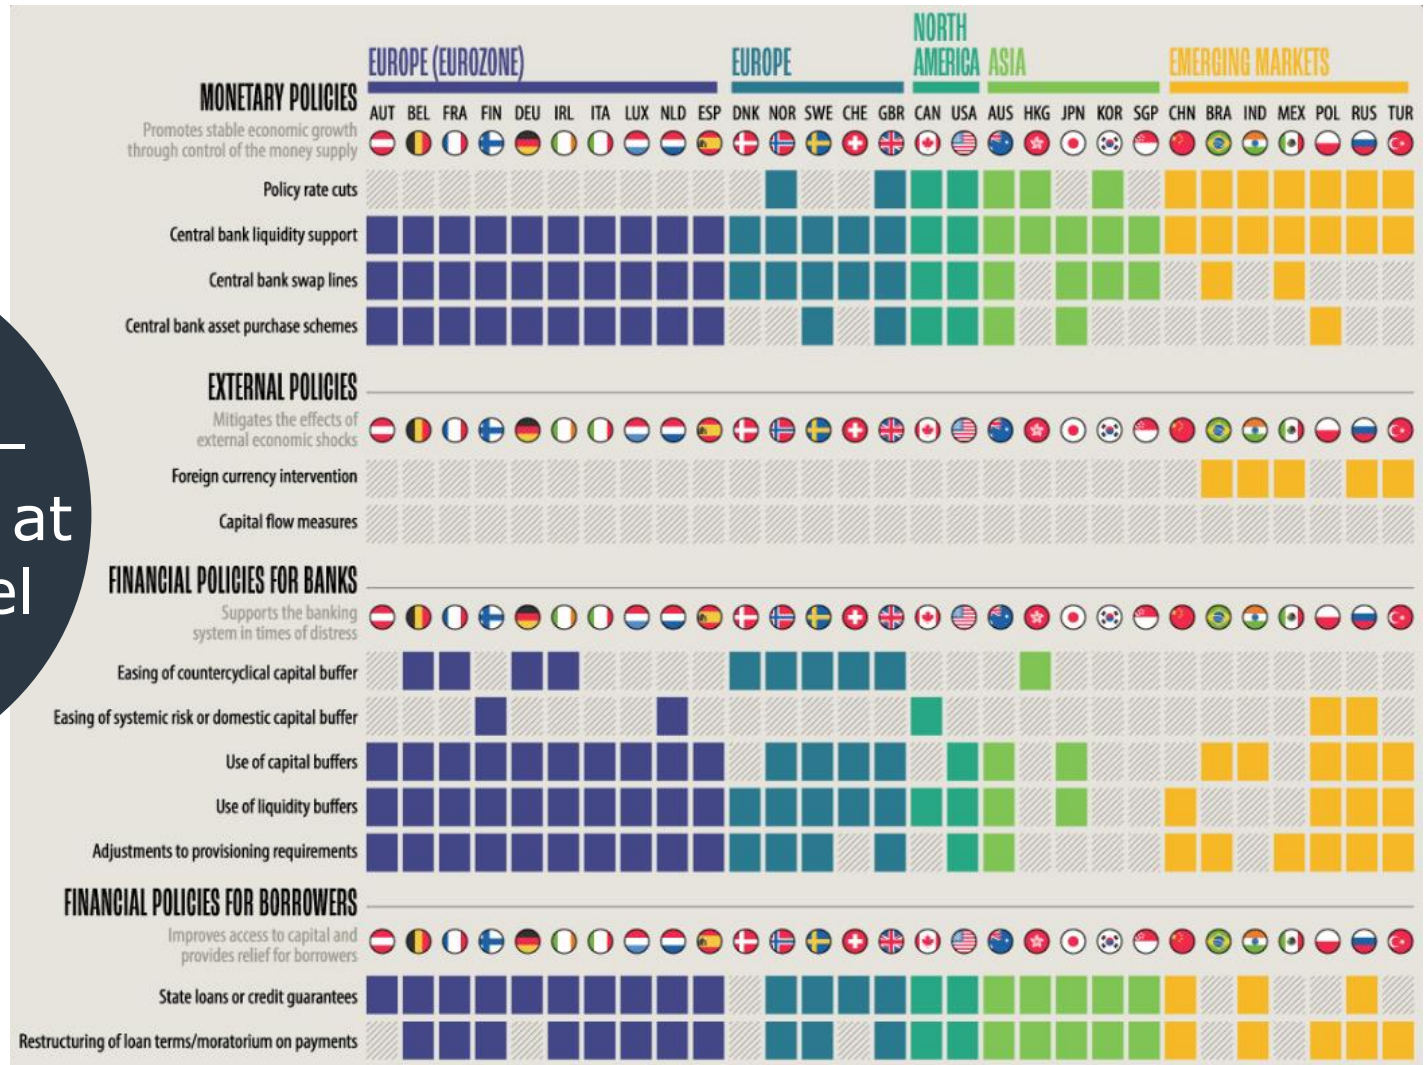 EUROPE (EUROZONE)
EUROPE
NORTH
AMERICA
ASIA
EMERGING MARKETS
MONETARY POLICIES
Promotes stable economic growth
through control of the money supply
AUT BEL FRA FIN DEU IRL ITA LUX NLD ESP DNK NOR SWE CHE GBR CAN USA AUS HKG JPN KOR SGP CHN BRA IND MEX POL RUS TUR
Policy rate cuts
Central bank liquidity support
Central bank swap lines
Central bank asset purchase schemes
EXTERNAL POLICIES
Mitigates the effects of
external economic shocks
Foreign currency intervention
Capital flow measures
at
el
FINANCIAL POLICIES FOR BANKS
Supports the banking
system in times of distress
Easing of countercyclical capital buffer
Easing of systemic risk or domestic capital buffer
Use of capital buffers
Use of liquidity buffers
Adjustments to provisioning requirements
FINANCIAL POLICIES FOR BORROWERS
Improves access to capital and
provides relief for borrowers
State loans or credit guarantees
Restructuring of loan terms/moratorium on payments